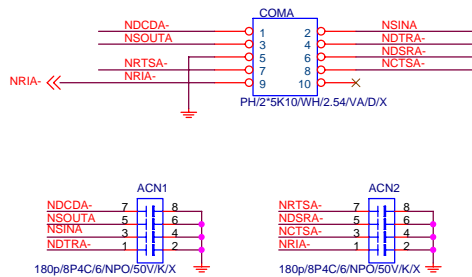 COMA
NDCDA- 1 2 NSINA
NSOUTA 3 4 NDTRA-
5 6 NDSRA-
NRTSA- 7 8 NCTSA-
NRIA- NRIA- 9 10
PH/2*5K10/WH/2.54/VA/D/X
ACN1
NDCDA- 7 8
NSOUTA 5 6
NSINA 3 4
NDTRA- 1 2
180p/8P4C/6/NPO/50V/K/X
ACN2
NRTSA- 7 8
NDSRA- 5 6
NCTSA- 3 4
NRIA- 1 2
180p/8P4C/6/NPO/50V/K/X